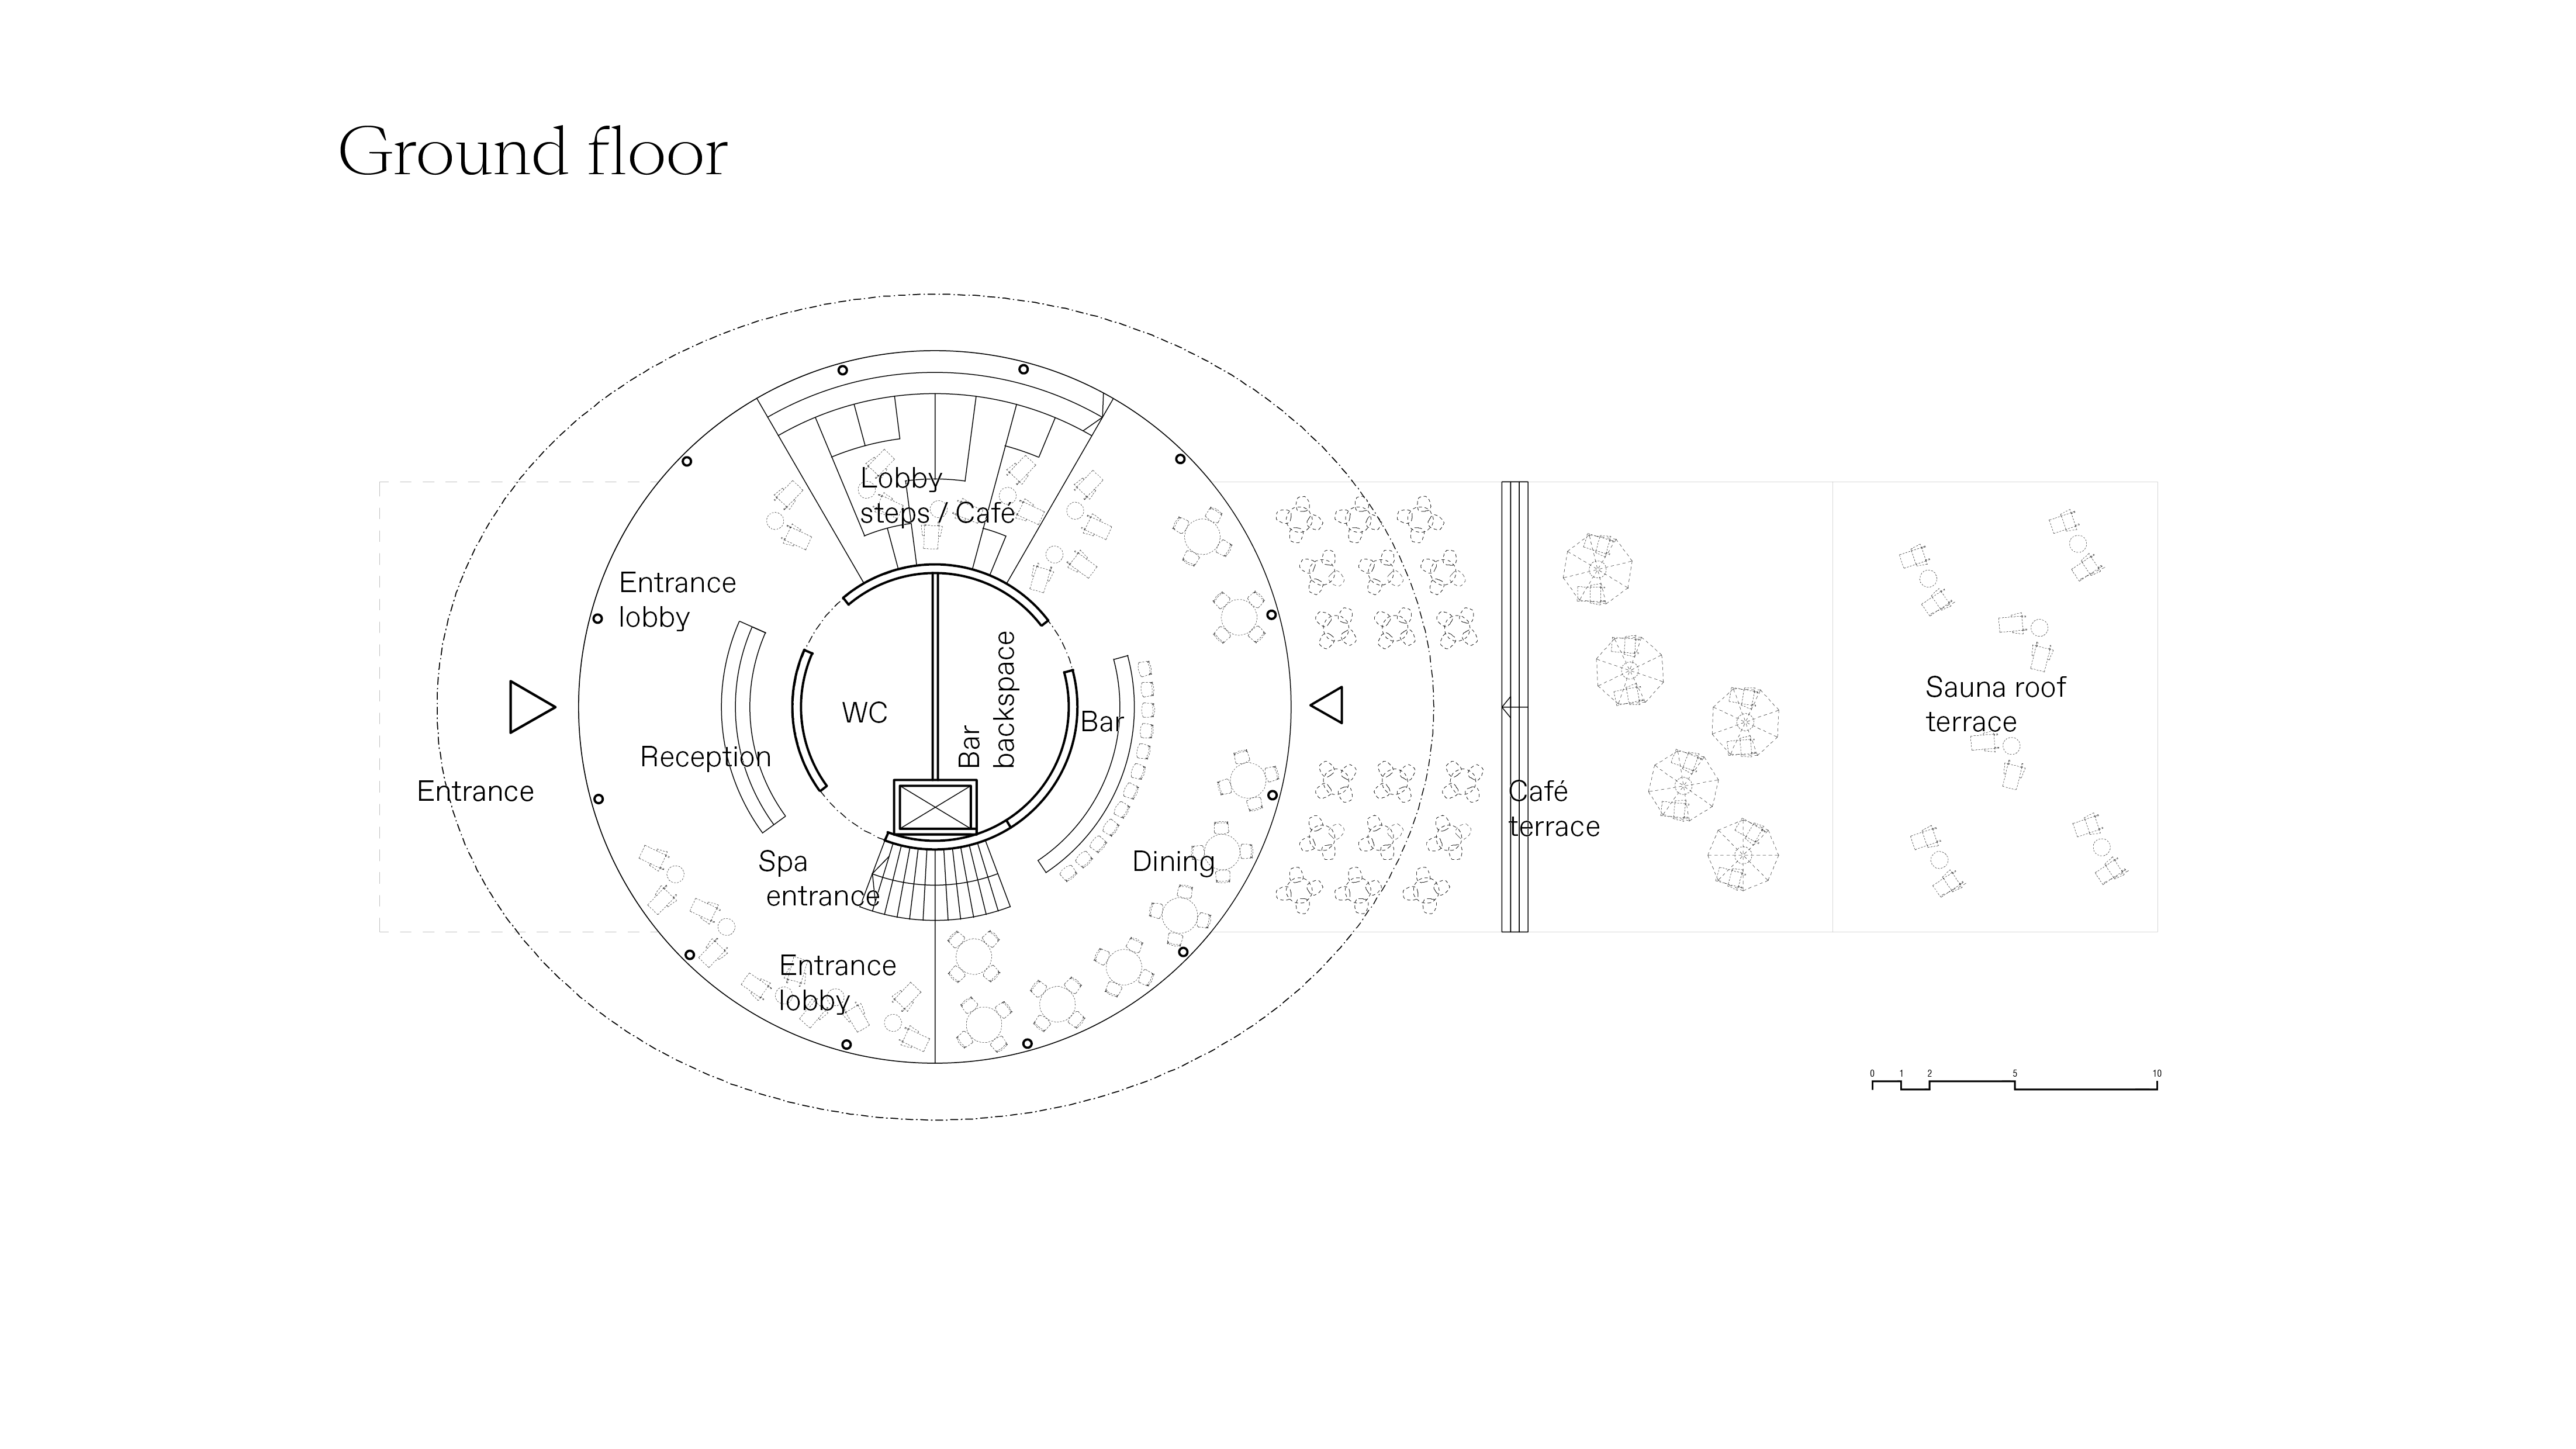 Ground floor
Lobby
steps / Café
Entrance
lobby
WC
Bar
backspace
Bar
Reception
Entrance
Spa
entrance
Dining
Entrance
lobby
Café
terrace
Sauna roof
terrace
0 1 2 5 10